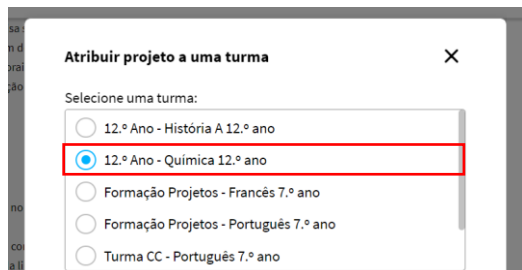 Atribuir projeto a uma turma
Selecione uma turma:
12.º Ano - História A 12.º ano
12.º Ano - Química 12.º ano
Formação Projetos - Francês 7.º ano
Formação Projetos - Português 7.º ano
Turma CC - Português 7.º ano